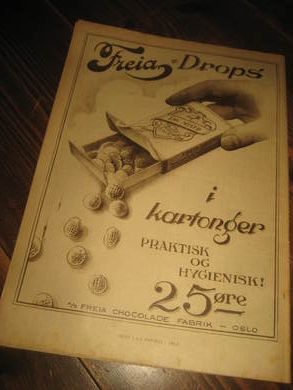 Freia Drops
i
kartonger
PRAKTISK
OG
HYGIENISK!
25 øre
A/S FREIA CHOCOLADE FABRIK - OSLO